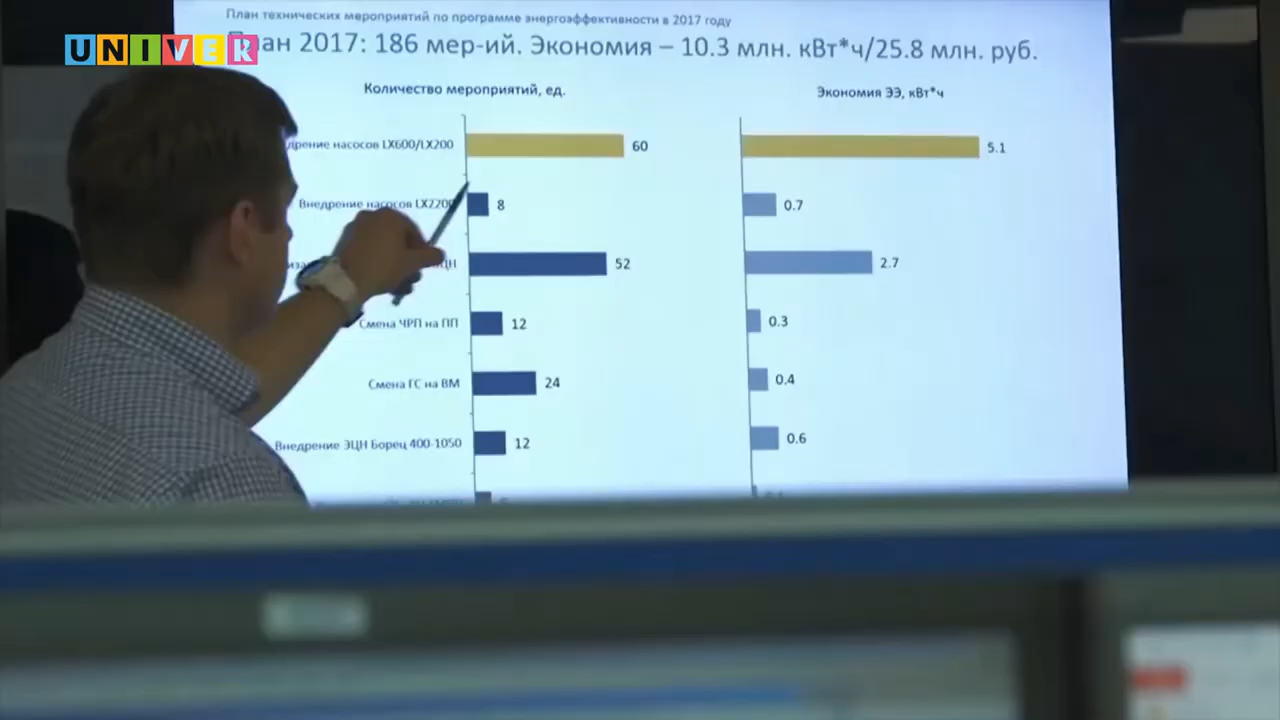 UNIVER
План технических мероприятий по программе энергоэффективности в 2017 году
План 2017: 186 мер-ий. Экономия – 10.3 млн. кВт*ч/25.8 млн. руб.
Количество мероприятий, ед.
Экономия ЭЭ, кВт*ч
насосов LX600/LX200
60
5.1
Внедрение насосов LX2200
8
0.7
52
2.7
Смена ЧРП на ПП
12
0.3
Смена ГС на ВМ
24
0.4
Внедрение ЭЦН Борец 400-1050
12
0.6